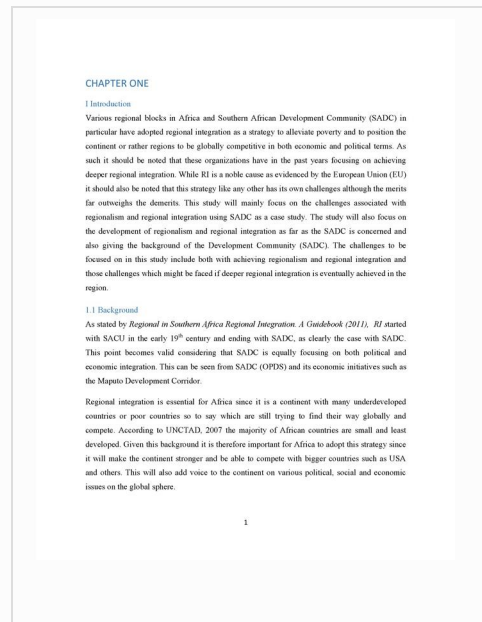 CHAPTER ONE
1 Introduction
Various regional blocks in Africa and Southern African Development Community (SADC) in
particular have adopted regional integration as a strategy to alleviate poverty and to position the
continent or rather regions to be globally competitive in both economic and political terms. As
such it should be noted that these organizations have in the past years focusing on achieving
deeper regional integration. While RI is a noble cause as evidenced by the European Union (EU)
it should also be noted that this strategy like any other has its own challenges although the merits
far outweighs the demerits. This study will mainly focus on the challenges associated with
regionalism and regional integration using SADC as a case study. The study will also focus on
the development of regionalism and regional integration as far as the SADC is concerned and
also giving the background of the Development Community (SADC). The challenges to be
focused on in this study include both with achieving regionalism and regional integration and
those challenges which might be faced if deeper regional integration is eventually achieved in the
region.
1.1 Background
As stated by Regional in Southern Africa Regional Integration. A Guidebook (2011), RI started
with SACU in the early 19th century and ending with SADC, as clearly the case with SADC.
This point becomes valid considering that SADC is equally focusing on both political and
economic integration. This can be seen from SADC (OPDS) and its economic initiatives such as
the Maputo Development Corridor.
Regional integration is essential for Africa since it is a continent with many underdeveloped
countries or poor countries so to say which are still trying to find their way globally and
compete. According to UNCTAD, 2007 the majority of African countries are small and least
developed. Given this background it is therefore important for Africa to adopt this strategy since
it will make the continent stronger and be able to compete with bigger countries such as USA
and others. This will also add voice to the continent on various political, social and economic
issues on the global sphere.
1